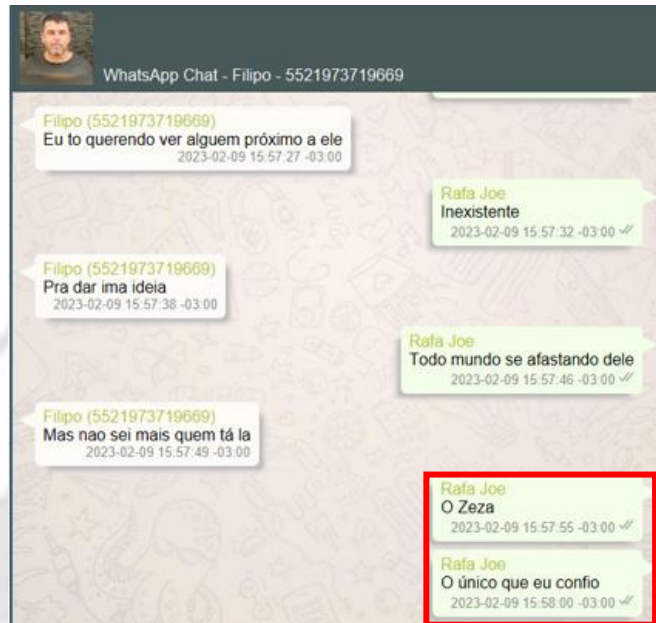 WhatsApp Chat - Filipo - 5521973719669
Filipo (5521973719669)
Eu to querendo ver alguem próximo a ele
2023-02-09 15:57:27 -03:00
Rafa Joe
Inexistente
2023-02-09 15:57:32 -03:00
Filipo (5521973719669)
Pra dar ima ideia
2023-02-09 15:57:38 -03:00
Rafa Joe
Todo mundo se afastando dele
2023-02-09 15:57:46 -03:00
Filipo (5521973719669)
Mas nao sei mais quem tá la
2023-02-09 15:57:49 -03:00
Rafa Joe
O Zeza
2023-02-09 15:57:55 -03:00
Rafa Joe
O único que eu confio
2023-02-09 15:58:00 -03:00